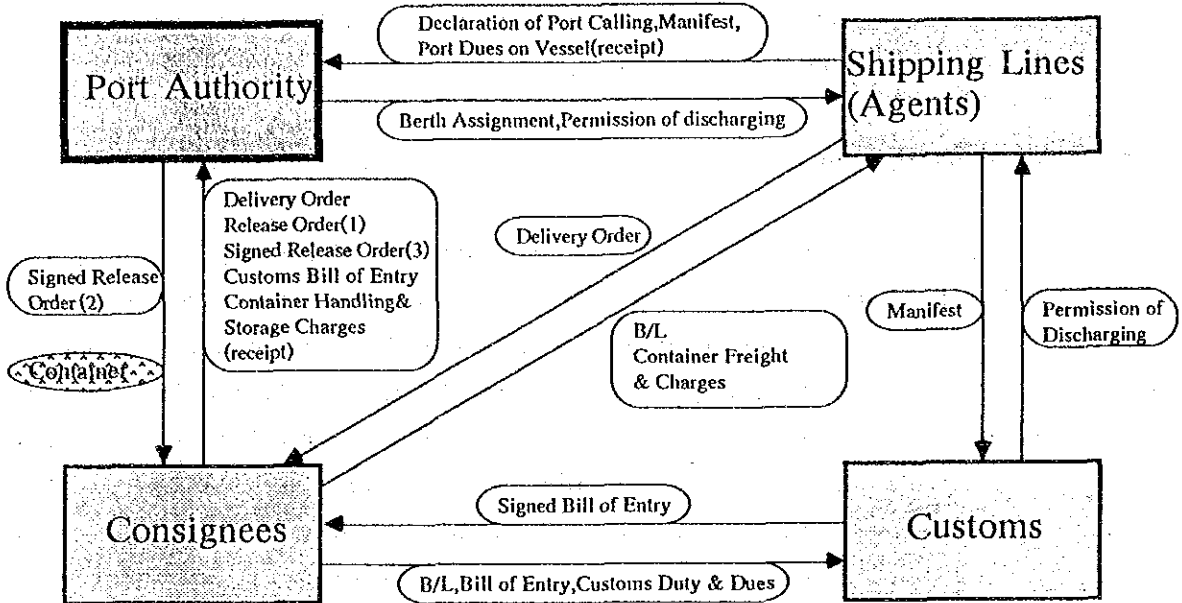 Declaration of Port Calling,Manifest,
Port Dues on Vessel(receipt)
Port Authority
Shipping Lines
(Agents)
Berth Assignment,Permission of discharging
Delivery Order
Release Order(1)
Signed Release Order(3)
Customs Bill of Entry
Container Handling&
Storage Charges
(receipt)
Delivery Order
Signed Release
Order(2)
Manifest
Permission of
Discharging
B/L
Container Freight
& Charges
Container
Signed Bill of Entry
Consignees
Customs
B/L,Bill of Entry,Customs Duty & Dues